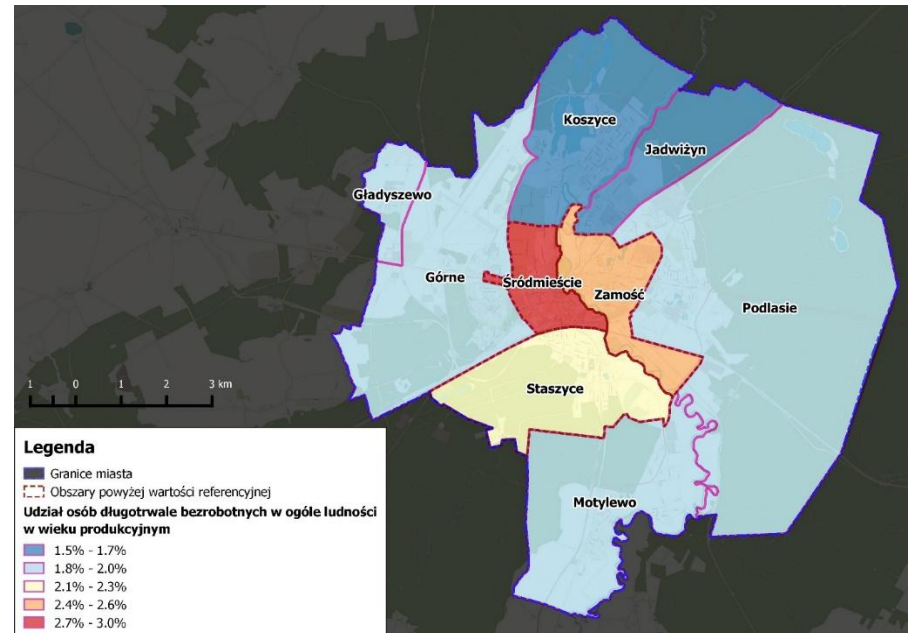 Koszyce
Jadwiżyn
Gładyszewo
Górne
Śródmieście
Zamość
Podlasie
Staszyce
Motylewo
1 0 1 2 3 km
Legenda
Granice miasta
Obszary powyżej wartości referencyjnej
Udział osób długotrwale bezrobotnych w ogóle ludności
w wieku produkcyjnym
1.5% - 1.7%
1.8% - 2.0%
2.1% - 2.3%
2.4% - 2.6%
2.7% - 3.0%